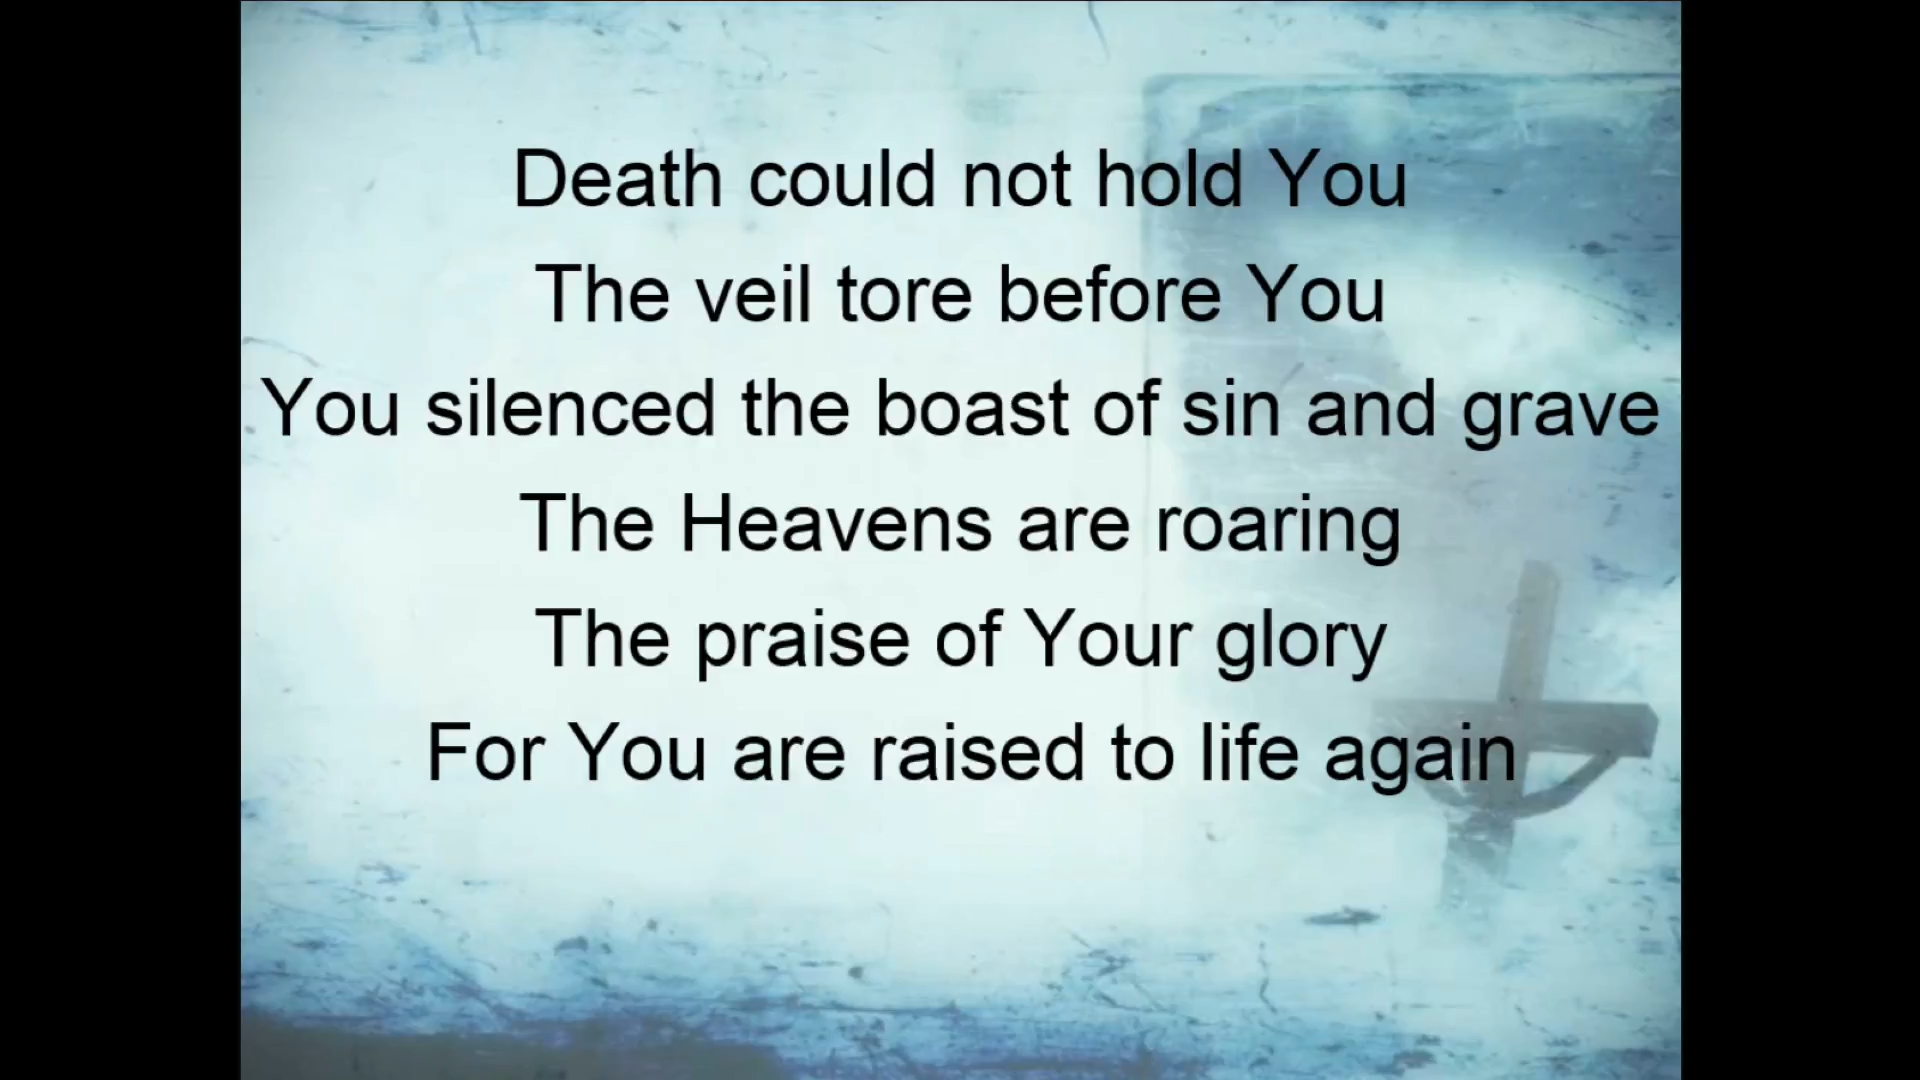 Death could not hold You
The veil tore before You
You silenced the boast of sin and grave
The Heavens are roaring
The praise of Your glory
For You are raised to life again